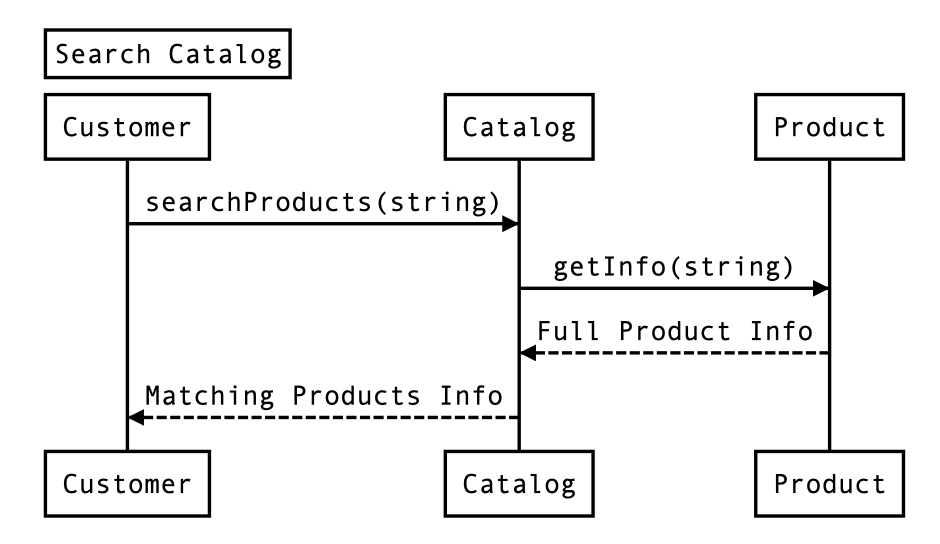 Search Catalog
Customer
Catalog
Product
searchProducts(string)
getInfo(string)
Full Product Info
Matching Products Info
Customer
Catalog
Product